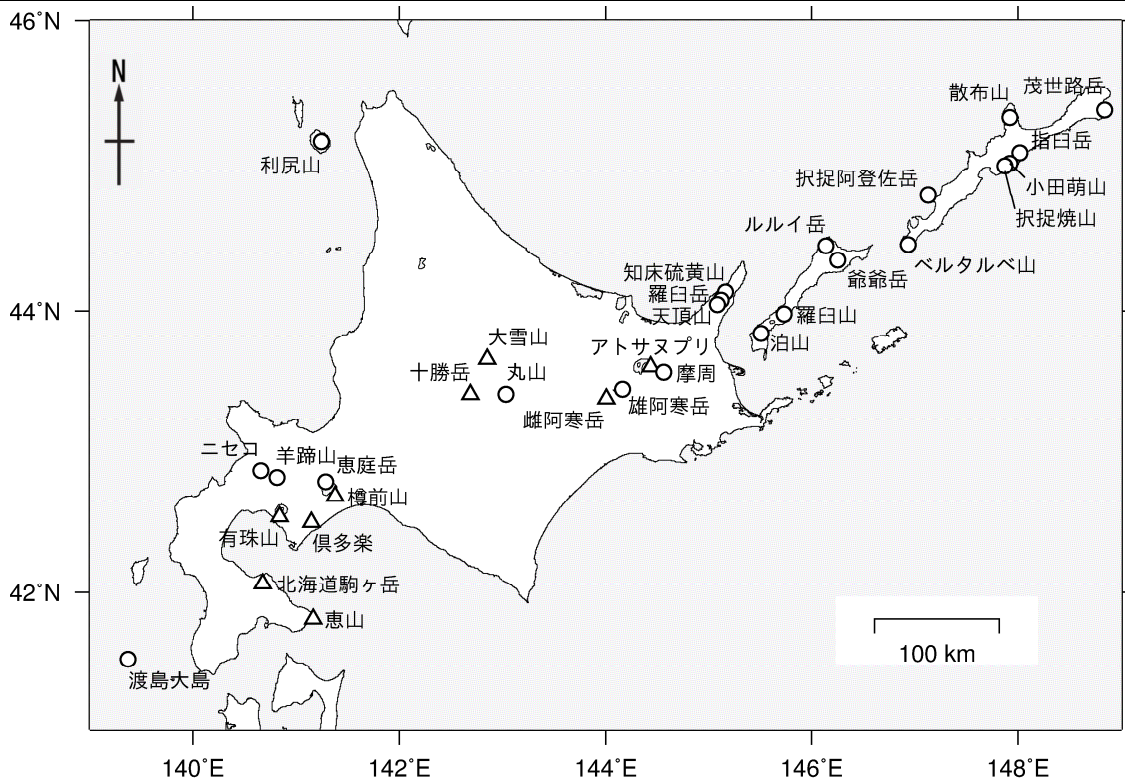 46˚N
N
散布山
茂世路岳
利尻山
指臼岳
択捉阿登佐岳
小田萌山
択捉焼山
ルルイ岳
ベルタルベ山
知床硫黄山
爺爺岳
羅臼岳
44˚N
天頂山
羅臼山
大雪山
アトサヌプリ
泊山
十勝岳
丸山
摩周
雌阿寒岳
雄阿寒岳
ニセコ
羊蹄山
恵庭岳
樽前山
有珠山
倶多楽
42˚N
北海道駒ヶ岳
恵山
100 km
渡島大島
140˚E
142˚E
144˚E
146˚E
148˚E